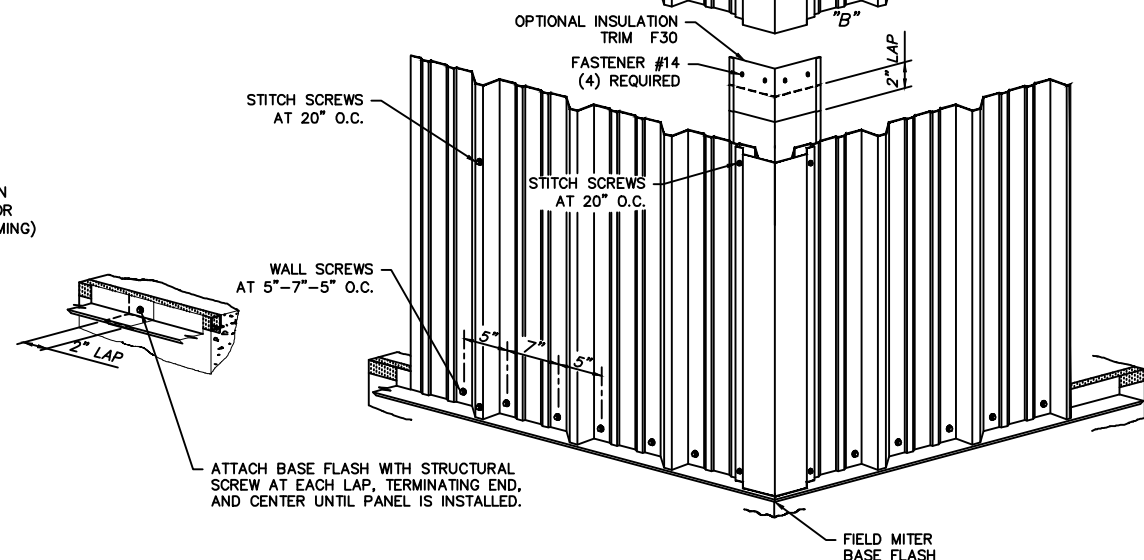 "B"
OPTIONAL INSULATION
TRIM F30
FASTENER #14
(4) REQUIRED
2" LAP
STITCH SCREWS
AT 20" O.C.
STITCH SCREWS
AT 20" O.C.
N
OR
MING)
WALL SCREWS
AT 5"-7"-5" O.C.
5"
7"
5"
2" LAP
ATTACH BASE FLASH WITH STRUCTURAL
SCREW AT EACH LAP, TERMINATING END,
AND CENTER UNTIL PANEL IS INSTALLED.
FIELD MITER
BASE FLASH